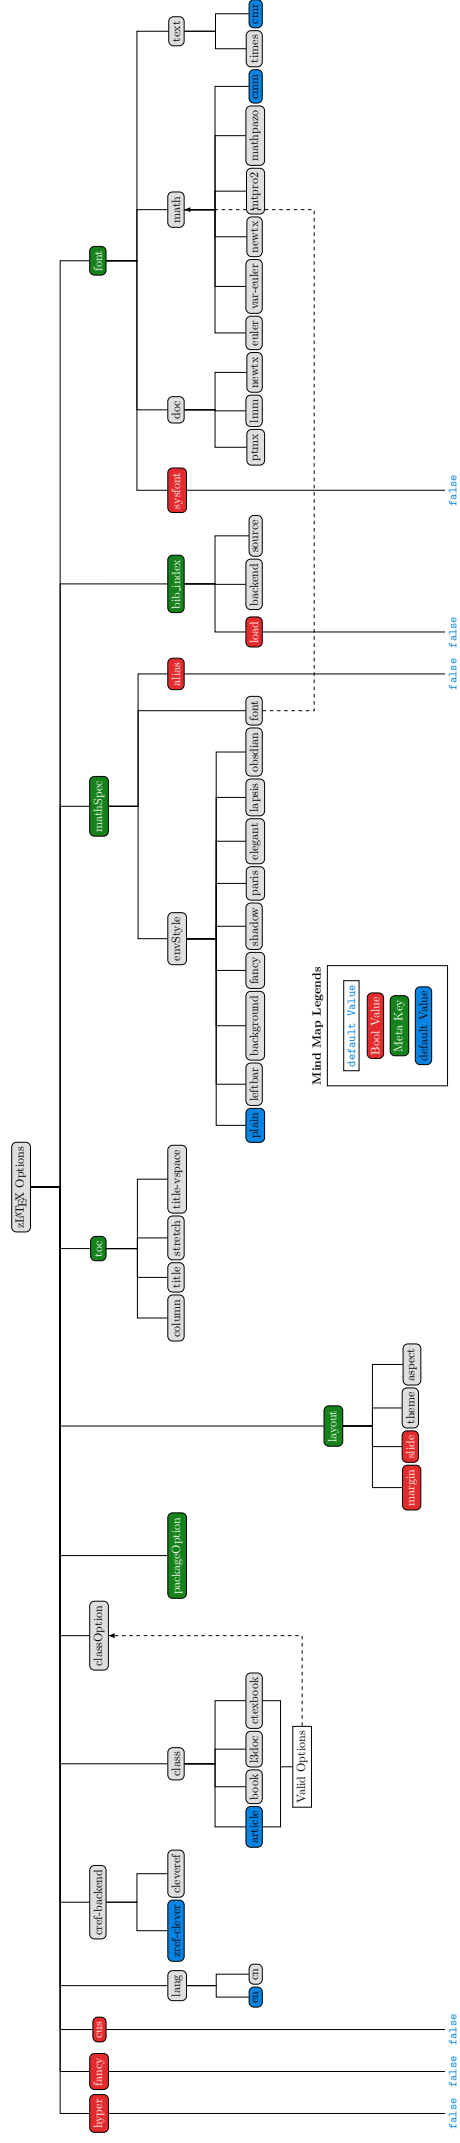 zLATEX Options
hyper
false
fancy
false
cus
false
lang
en
cn
cref-backend
zref-clever
cleveref
class
article
book
l3doc
ctexbook
Valid Options
classOption
packageOption
layout
margin
slide
theme
aspect
toc
column
title
stretch
title-vspace
mathSpec
envStyle
plain
leftbar
background
fancy
shadow
paris
elegant
lapsis
obsdian
font
alias
false
bib_index
load
false
backend
source
font
sysfont
false
doc
ptmx
lmm
newtx
math
euler
var-euler
newtx
mtpro2
mathpazo
cmm
text
times
cmr
Mind Map Legends
default Value
Bool Value
Meta Key
default Value